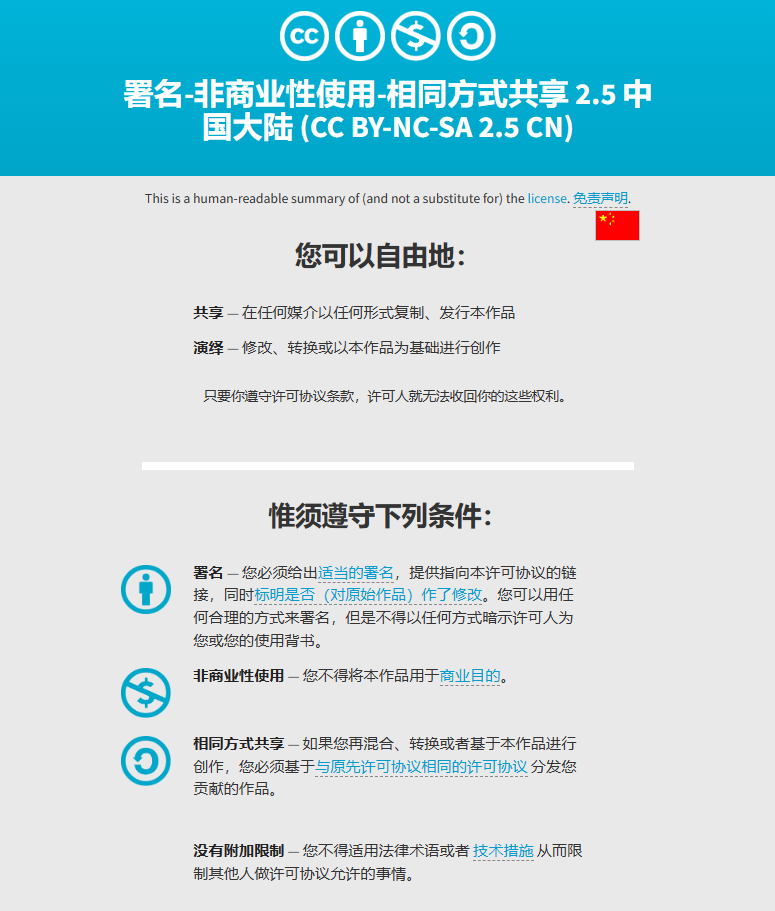 署名-非商业性使用-相同方式共享 2.5 中
国大陆 (CC BY-NC-SA 2.5 CN)
This is a human-readable summary of (and not a substitute for) the license. 免责声明.
您可以自由地：
共享 — 在任何媒介以任何形式复制、发行本作品
演绎 — 修改、转换或以本作品为基础进行创作
只要你遵守许可协议条款，许可人就无法收回你的这些权利。
惟须遵守下列条件：
署名 — 您必须给出适当的署名，提供指向本许可协议的链
接，同时标明是否（对原始作品）作了修改。您可以用任
何合理的方式来署名，但是不得以任何方式暗示许可人为
您或您的使用背书。
非商业性使用 — 您不得将本作品用于商业目的。
相同方式共享 — 如果您再混合、转换或者基于本作品进行
创作，您必须基于与原先许可协议相同的许可协议 分发您
贡献的作品。
没有附加限制 — 您不得适用法律术语或者 技术措施 从而限
制其他人做许可协议允许的事情。